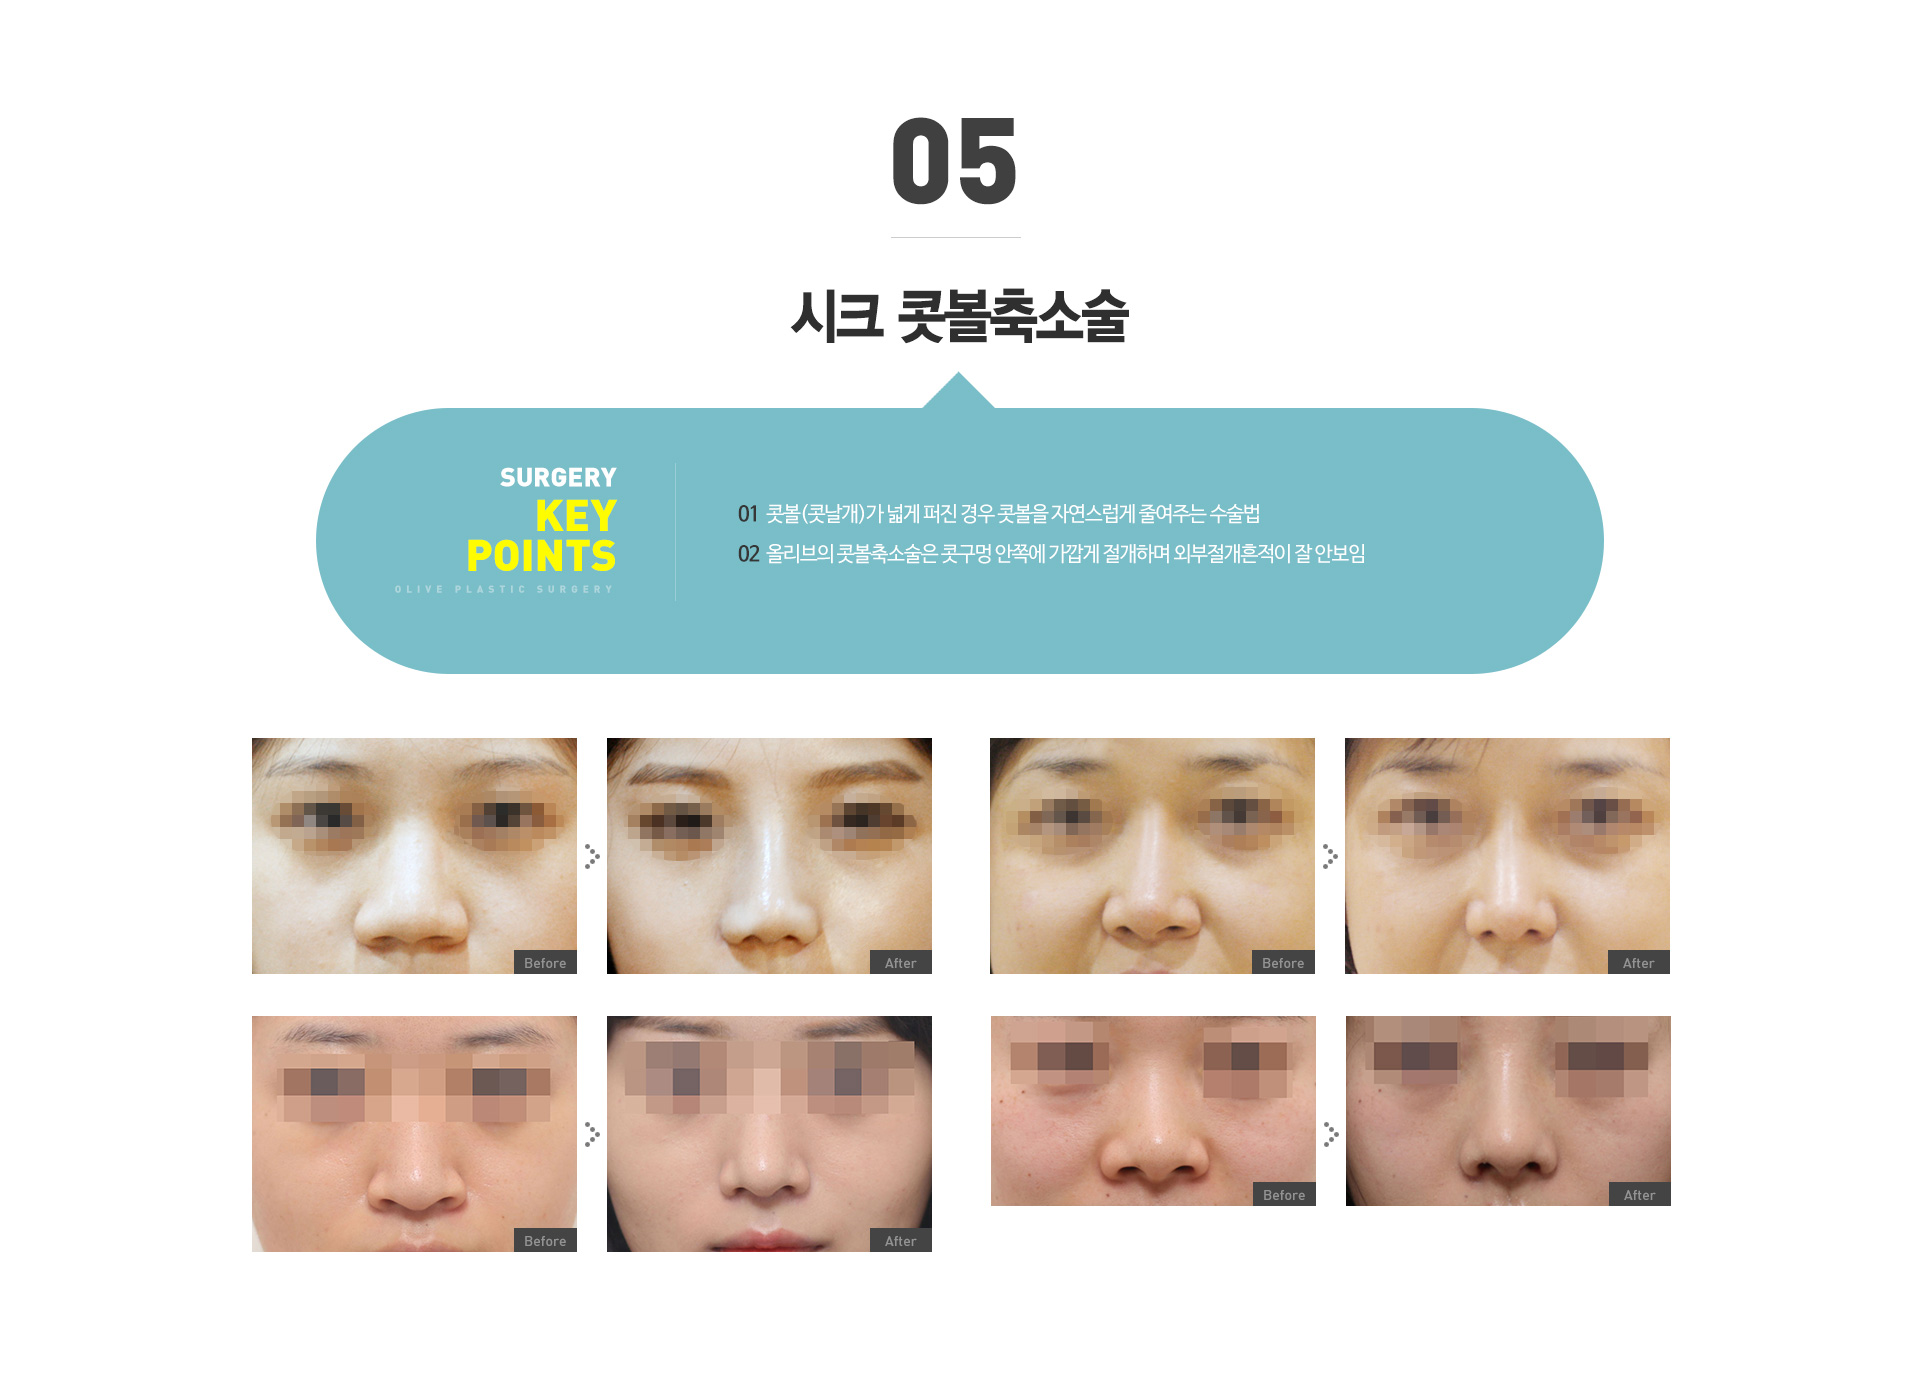 05
시크 콧볼축소술
SURGERY
KEY
POINTS
OLIVE PLASTIC SURGERY
01 콧볼(콧날개)가 넓게 퍼진 경우 콧볼을 자연스럽게 줄여주는 수술법
02 올리브의 콧볼축소술은 콧구멍 안쪽에 가깝게 절개하며 외부절개흔적이 잘 안보임
Before
After
Before
After
Before
After
Before
After